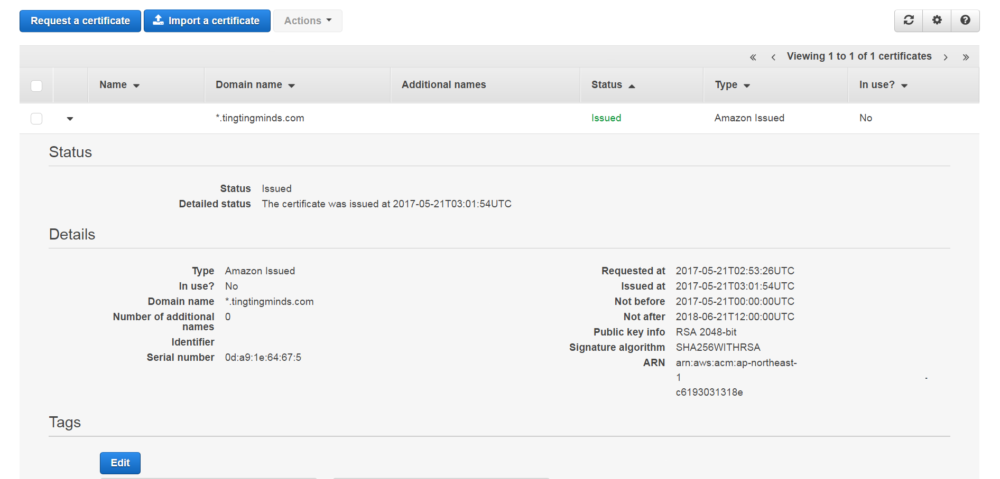 Request a certificate Import a certificate Actions
« ‹ Viewing 1 to 1 of 1 certificates › »
Name Domain name Additional names Status Type In use?
*.tingtingminds.com Issued Amazon Issued No
Status
Status Issued
Detailed status The certificate was issued at 2017-05-21T03:01:54UTC
Details
Type Amazon Issued
In use? No
Domain name *.tingtingminds.com
Number of additional names 0
Identifier
Serial number 0d:a9:1e:64:67:5
Requested at 2017-05-21T02:53:26UTC
Issued at 2017-05-21T03:01:54UTC
Not before 2017-05-21T00:00:00UTC
Not after 2018-06-21T12:00:00UTC
Public key info RSA 2048-bit
Signature algorithm SHA256WITHRSA
ARN arn:aws:acm:ap-northeast-
1 -
c6193031318e
Tags
Edit